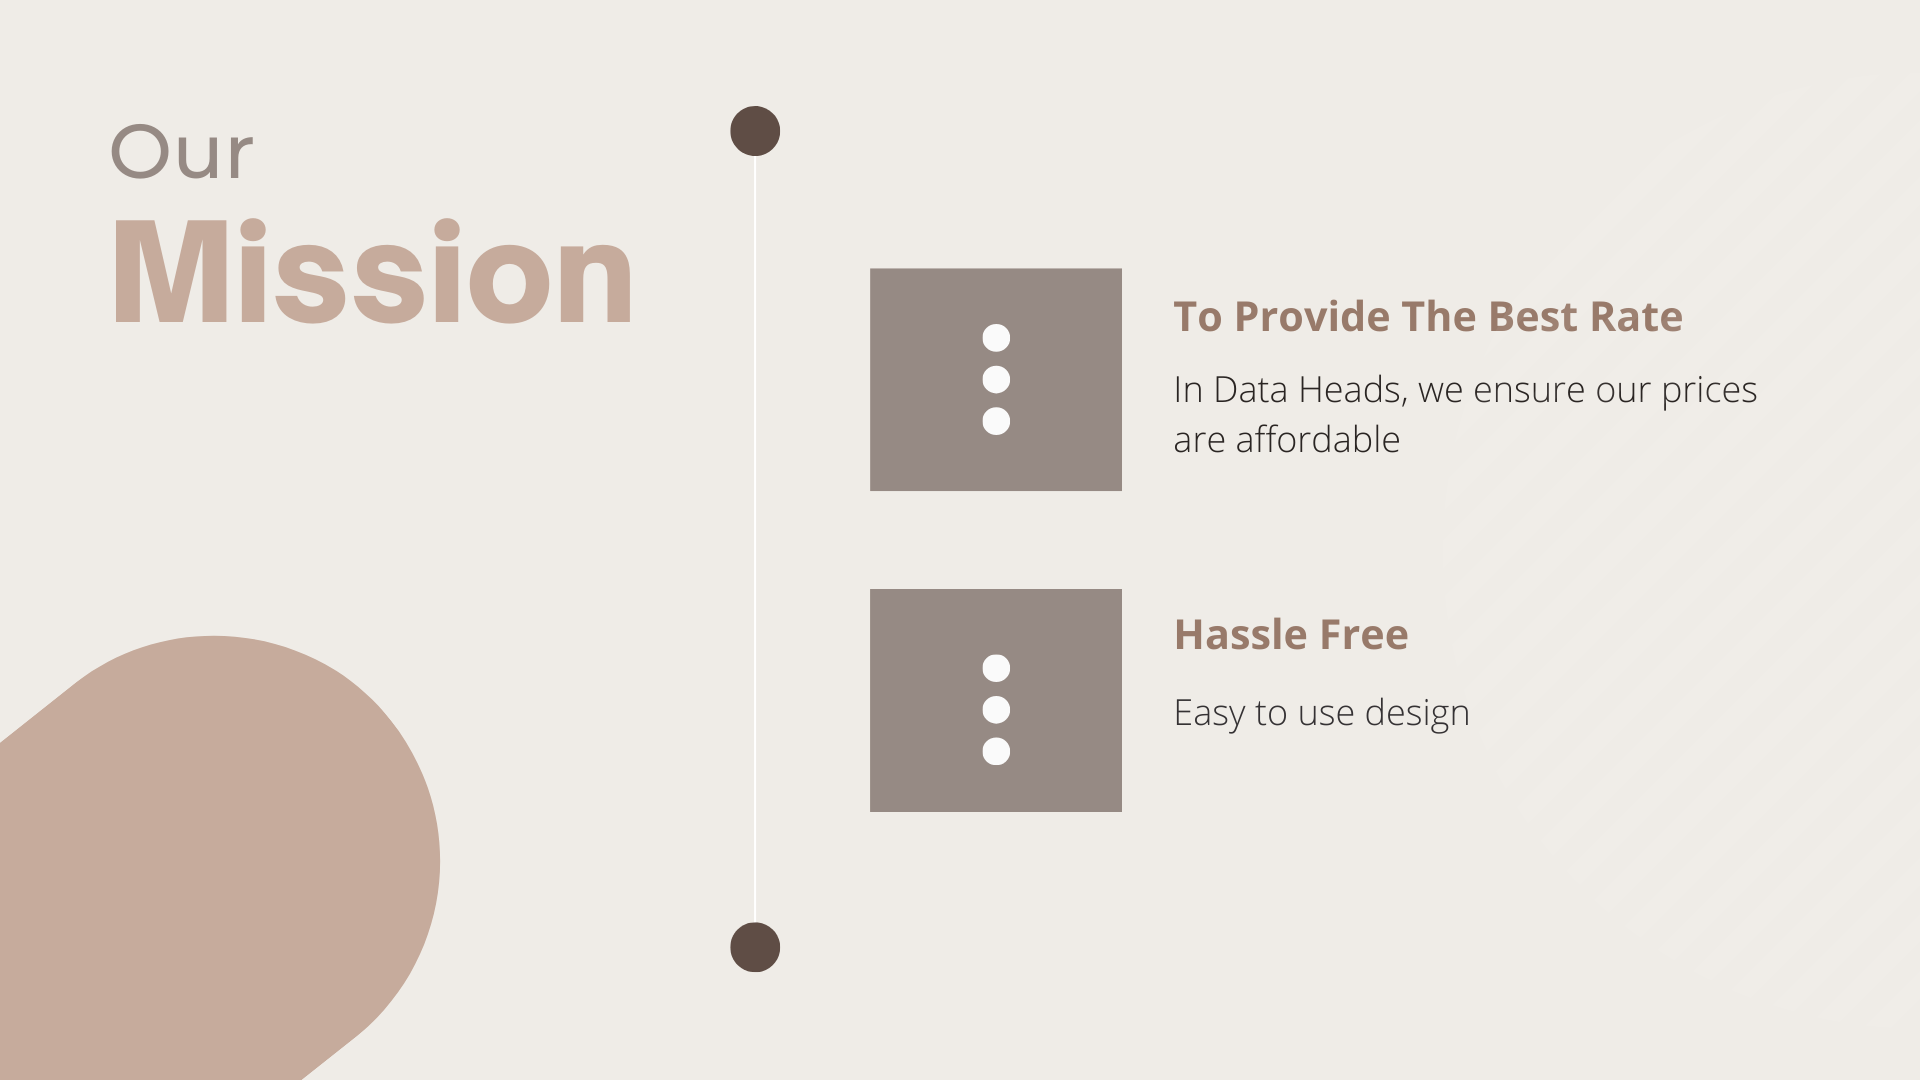 Our
Mission
To Provide The Best Rate
In Data Heads, we ensure our prices
are affordable
Hassle Free
Easy to use design